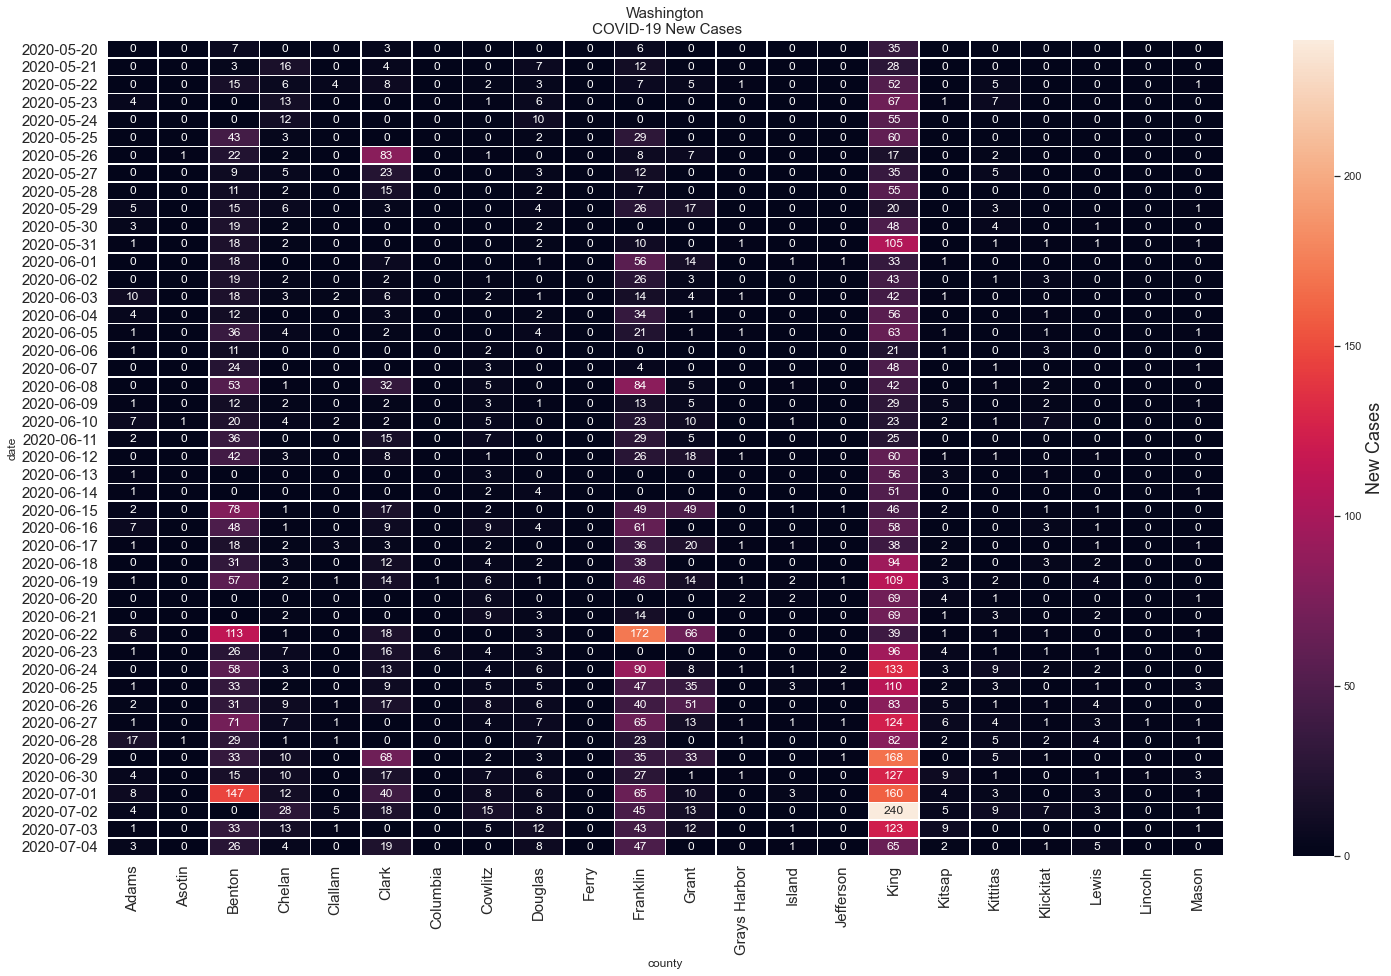 Washington
COVID-19 New Cases
2020-05-20 0 0 7 0 0 3 0 0 0 0 6 0 0 0 0 35 0 0 0 0 0 0
2020-05-21 0 0 3 16 0 4 0 0 7 0 12 0 0 0 0 28 0 0 0 0 0 0
2020-05-22 0 0 15 6 4 8 0 2 3 0 7 5 1 0 0 52 0 5 0 0 0 1
2020-05-23 4 0 0 13 0 0 0 1 6 0 0 0 0 0 0 67 1 7 0 0 0 0
2020-05-24 0 0 0 12 0 0 0 0 10 0 0 0 0 0 0 55 0 0 0 0 0 0
2020-05-25 0 0 43 3 0 0 0 0 2 0 29 0 0 0 0 60 0 0 0 0 0 0
2020-05-26 0 1 22 2 0 83 0 1 0 0 8 7 0 0 0 17 0 2 0 0 0 0
2020-05-27 0 0 9 5 0 23 0 0 3 0 12 0 0 0 0 35 0 5 0 0 0 0
2020-05-28 0 0 11 2 0 15 0 0 2 0 7 0 0 0 0 55 0 0 0 0 0 0
2020-05-29 5 0 15 6 0 3 0 0 4 0 26 17 0 0 0 20 0 3 0 0 0 1
2020-05-30 3 0 19 2 0 0 0 0 2 0 0 0 0 0 0 48 0 4 0 1 0 0
2020-05-31 1 0 18 2 0 0 0 0 2 0 10 0 1 0 0 105 0 1 1 1 0 1
2020-06-01 0 0 18 0 0 7 0 0 1 0 56 14 0 1 1 33 1 0 0 0 0 0
2020-06-02 0 0 19 2 0 2 0 1 0 0 26 3 0 0 0 43 0 1 3 0 0 0
2020-06-03 10 0 18 3 2 6 0 2 1 0 14 4 1 0 0 42 1 0 0 0 0 0
2020-06-04 4 0 12 0 0 3 0 0 2 0 34 1 0 0 0 56 0 0 1 0 0 0
2020-06-05 1 0 36 4 0 2 0 0 4 0 21 1 1 0 0 63 1 0 1 0 0 1
2020-06-06 1 0 11 0 0 0 0 2 0 0 0 0 0 0 0 21 1 0 3 0 0 0
2020-06-07 0 0 24 0 0 0 0 3 0 0 4 0 0 0 0 48 0 1 0 0 0 1
2020-06-08 0 0 53 1 0 32 0 5 0 0 84 5 0 1 0 42 0 1 2 0 0 0
2020-06-09 1 0 12 2 0 2 0 3 1 0 13 5 0 0 0 29 5 0 2 0 0 1
2020-06-10 7 1 20 4 2 2 0 5 0 0 23 10 0 1 0 23 2 1 7 0 0 0
2020-06-11 2 0 36 0 0 15 0 7 0 0 29 5 0 0 0 25 0 0 0 0 0 0
2020-06-12 0 0 42 3 0 8 0 1 0 0 26 18 1 0 0 60 1 1 0 1 0 0
2020-06-13 1 0 0 0 0 0 0 3 0 0 0 0 0 0 0 56 3 0 1 0 0 0
2020-06-14 1 0 0 0 0 0 0 2 4 0 0 0 0 0 0 51 0 0 0 0 0 1
2020-06-15 2 0 78 1 0 17 0 2 0 0 49 49 0 1 1 46 2 0 1 1 0 0
2020-06-16 7 0 48 1 0 9 0 9 4 0 61 0 0 0 0 58 0 0 3 1 0 0
2020-06-17 1 0 18 2 3 3 0 2 0 0 36 20 1 1 0 38 2 0 0 1 0 1
2020-06-18 0 0 31 3 0 12 0 4 2 0 38 0 0 0 0 94 2 0 3 2 0 0
2020-06-19 1 0 57 2 1 14 1 6 1 0 46 14 1 2 1 109 3 2 0 4 0 0
2020-06-20 0 0 0 0 0 0 0 6 0 0 0 0 2 2 0 69 4 1 0 0 0 1
2020-06-21 0 0 0 2 0 0 0 9 3 0 14 0 0 0 0 69 1 3 0 2 0 0
2020-06-22 6 0 113 1 0 18 0 0 3 0 172 66 0 0 0 39 1 1 1 0 0 1
2020-06-23 1 0 26 7 0 16 6 4 3 0 0 0 0 0 0 96 4 1 1 1 0 0
2020-06-24 0 0 58 3 0 13 0 4 6 0 90 8 1 1 2 133 3 9 2 2 0 0
2020-06-25 1 0 33 2 0 9 0 5 5 0 47 35 0 3 1 110 2 3 0 1 0 3
2020-06-26 2 0 31 9 1 17 0 8 6 0 40 51 0 0 0 83 5 1 1 4 0 0
2020-06-27 1 0 71 7 1 0 0 4 7 0 65 13 1 1 1 124 6 4 1 3 1 1
2020-06-28 17 1 29 1 1 0 0 0 7 0 23 0 1 0 0 82 2 5 2 4 0 1
2020-06-29 0 0 33 10 0 68 0 2 3 0 35 33 0 0 1 168 0 5 1 0 0 0
2020-06-30 4 0 15 10 0 17 0 7 6 0 27 1 1 0 0 127 9 1 0 1 1 3
2020-07-01 8 0 147 12 0 40 0 8 6 0 65 10 0 3 0 160 4 3 0 3 0 1
2020-07-02 4 0 0 28 5 18 0 15 8 0 45 13 0 0 0 240 5 9 7 3 0 1
2020-07-03 1 0 33 13 1 0 0 5 12 0 43 12 0 1 0 123 9 0 0 0 0 1
2020-07-04 3 0 26 4 0 19 0 0 8 0 47 0 0 1 0 65 2 0 1 5 0 0
date
Adams Asotin Benton Chelan Clallam Clark Columbia Cowlitz Douglas Ferry Franklin Grant Grays Harbor Island Jefferson King Kitsap Kittitas Klickitat Lewis Lincoln Mason
county
200
150
100
50
0
New Cases